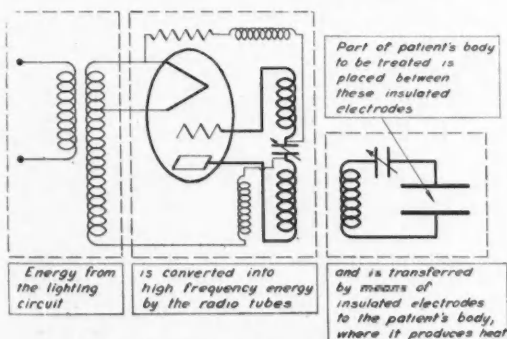 Part of patient's body
to be treated is
placed between
these insulated
electrodes
Energy from
the lighting
circuit
is converted into
high frequency energy
by the radio tubes
and is transferred
by means of
insulated electrodes
to the patient's body,
where it produces heat